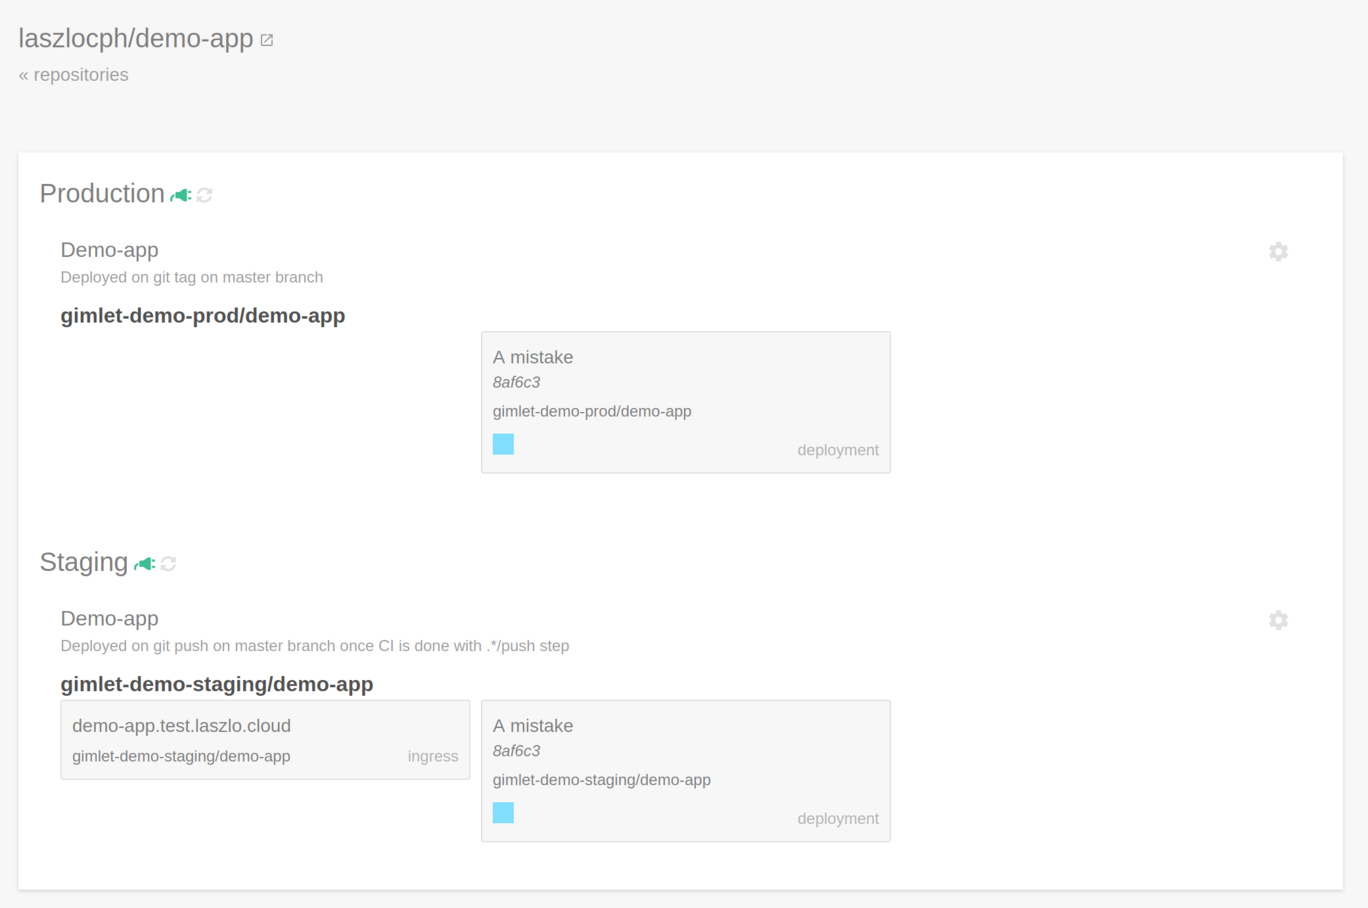 laszlocph/demo-app
« repositories
Production
Demo-app
Deployed on git tag on master branch
gimlet-demo-prod/demo-app
A mistake
8af6c3
gimlet-demo-prod/demo-app
deployment
Staging
Demo-app
Deployed on git push on master branch once CI is done with .*/push step
gimlet-demo-staging/demo-app
demo-app.test.laszlo.cloud
gimlet-demo-staging/demo-app ingress
A mistake
8af6c3
gimlet-demo-staging/demo-app
deployment